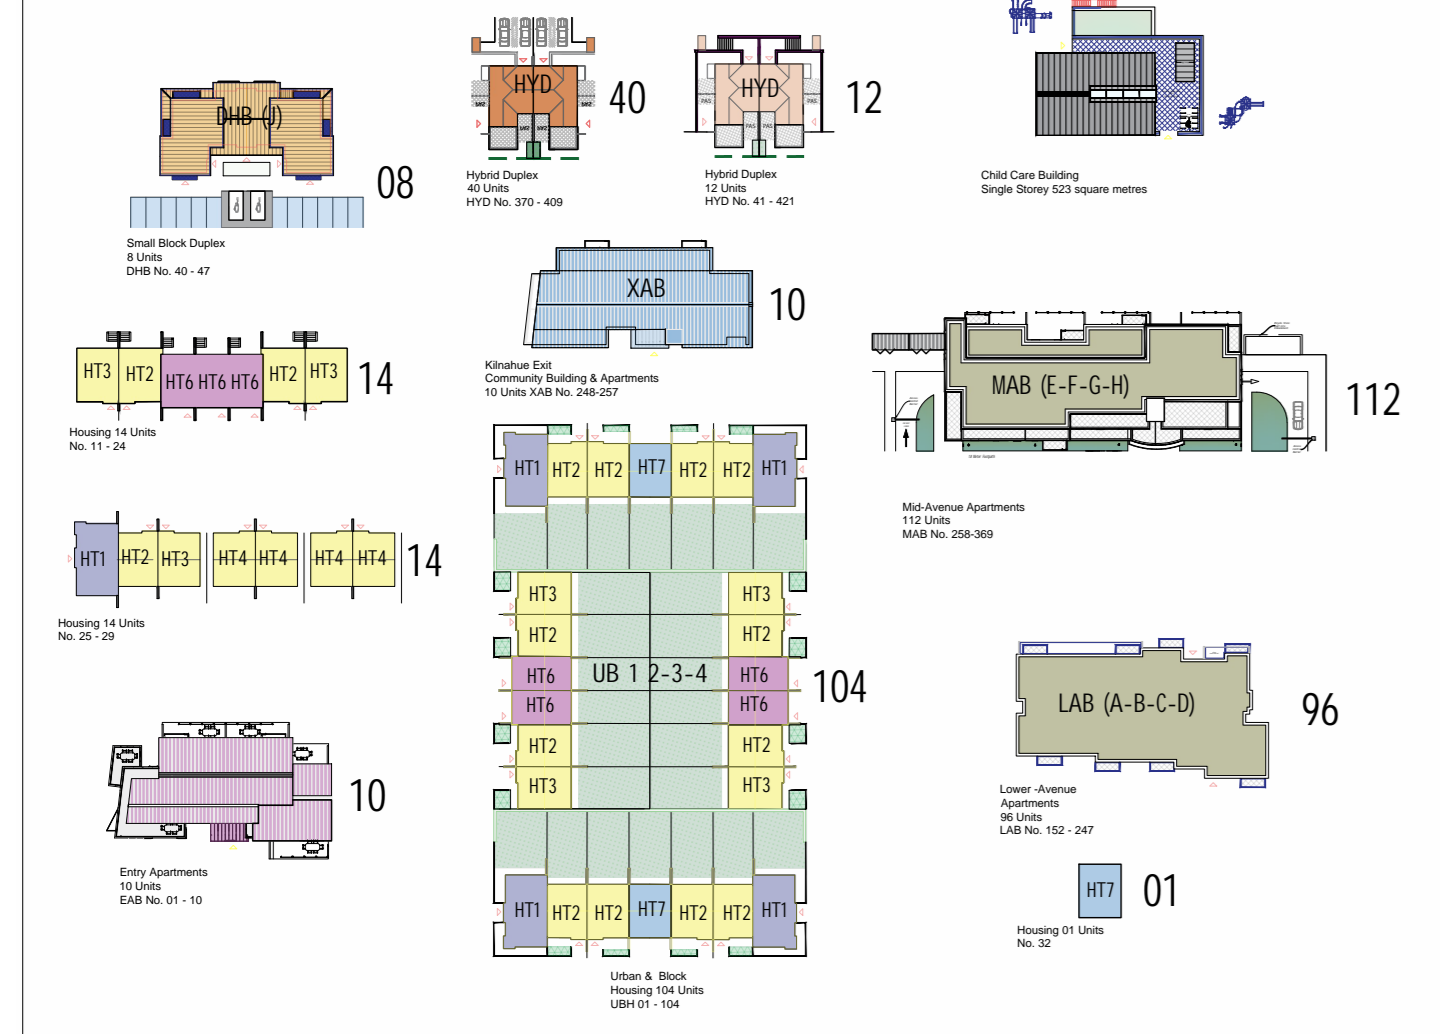 HYD
40
Hybrid Duplex
40 Units
HYD No. 370 - 409
HYD
PAS
PAS PAS
12
Hybrid Duplex
12 Units
HYD No. 41 - 421
Child Care Building
Single Storey 523 square metres
DHB (J)
08
Small Block Duplex
8 Units
DHB No. 40 - 47
XAB
10
Kilnahue Exit
Community Building & Apartments
10 Units XAB No. 248-257
HT3 HT2 HT6 HT6 HT6 HT2 HT3
14
Housing 14 Units
No. 11 - 24
MAB (E-F-G-H)
112
Mid-Avenue Apartments
112 Units
MAB No. 258-369
HT1 HT2 HT3 HT4 HT4 HT4 HT4
14
Housing 14 Units
No. 25 - 29
HT1 HT2 HT2 HT7 HT2 HT2 HT1
HT3 HT3
HT2 HT2
HT6 UB 1 2-3-4 HT6
HT6 HT6
HT2 HT2
HT3 HT3
HT1 HT2 HT2 HT7 HT2 HT2 HT1
104
Urban & Block
Housing 104 Units
UBH 01 - 104
10
Entry Apartments
10 Units
EAB No. 01 - 10
LAB (A-B-C-D)
96
Lower -Avenue
Apartments
96 Units
LAB No. 152 - 247
HT7
01
Housing 01 Units
No. 32